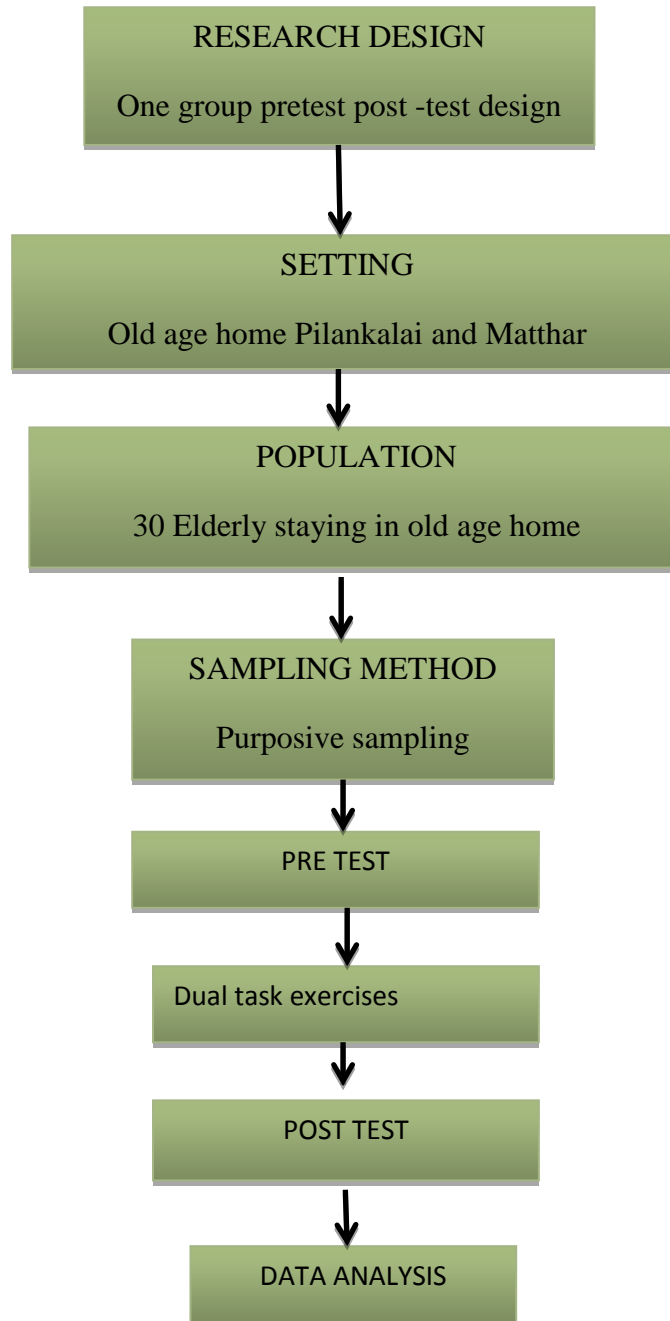 RESEARCH DESIGN
One group pretest post -test design
SETTING
Old age home Pilankalai and Matthar
POPULATION
30 Elderly staying in old age home
SAMPLING METHOD
Purposive sampling
PRE TEST
Dual task exercises
POST TEST
DATA ANALYSIS